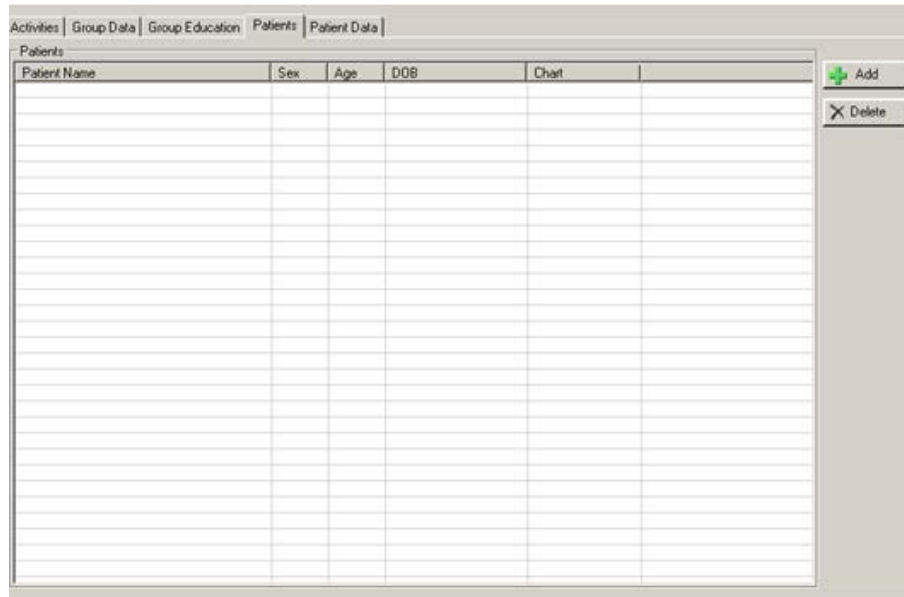 Activities Group Data Group Education Patients Patient Data
Patients
Patient Name Sex Age DOB Chart
Add
Delete